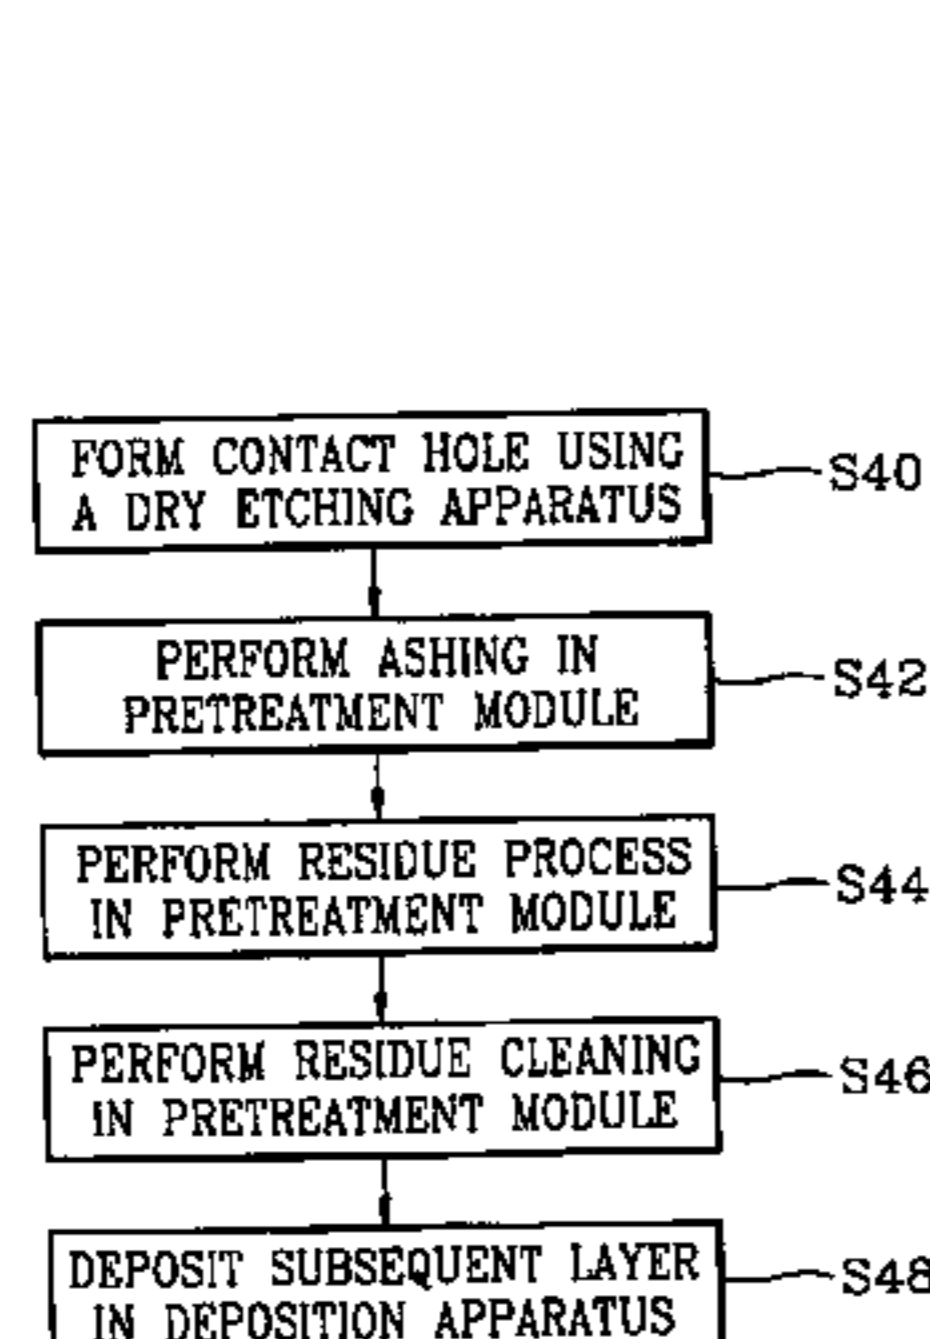 FORM CONTACT HOLE USING
A DRY ETCHING APPARATUS
S40
PERFORM ASHING IN
PRETREATMENT MODULE
S42
PERFORM RESIDUE PROCESS
IN PRETREATMENT MODULE
S44
PERFORM RESIDUE CLEANING
IN PRETREATMENT MODULE
S46
DEPOSIT SUBSEQUENT LAYER
IN DEPOSITION APPARATUS
S48